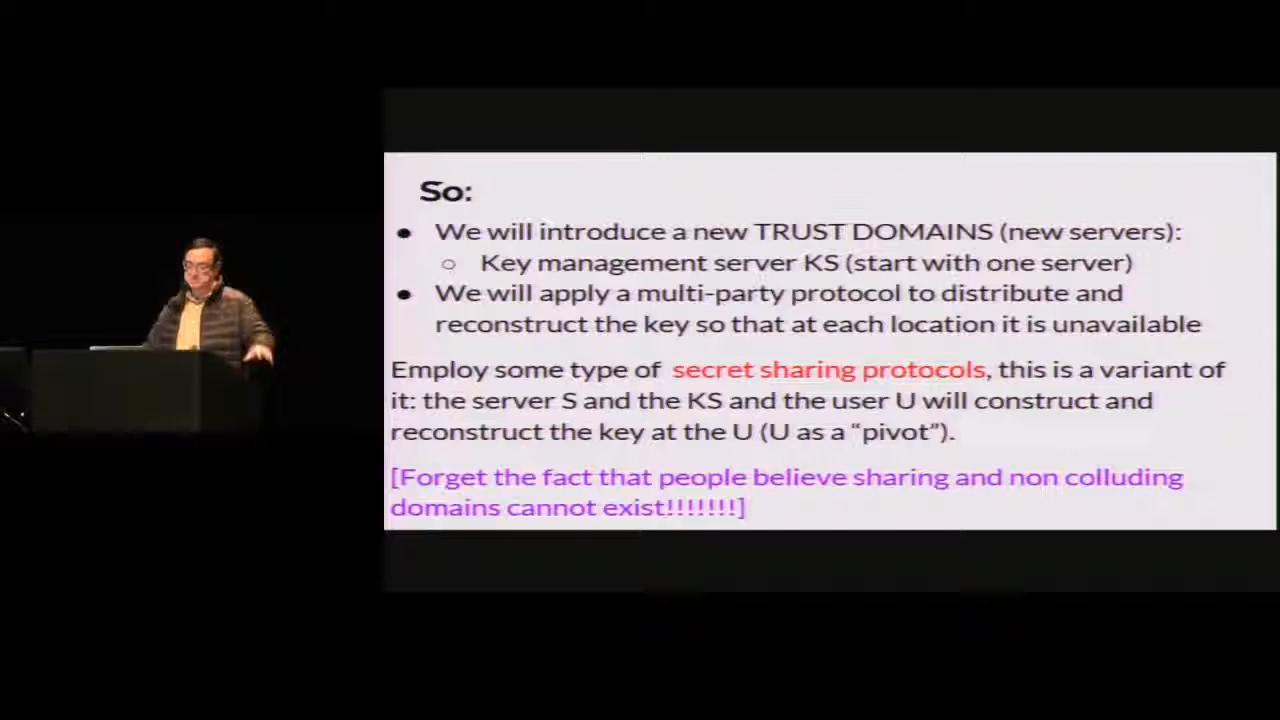 So:
● We will introduce a new TRUST DOMAINS (new servers):
○ Key management server KS (start with one server)
● We will apply a multi-party protocol to distribute and
reconstruct the key so that at each location it is unavailable
Employ some type of secret sharing protocols, this is a variant of
it: the server S and the KS and the user U will construct and
reconstruct the key at the U (U as a “pivot”).
[Forget the fact that people believe sharing and non colluding
domains cannot exist!!!!!!!]